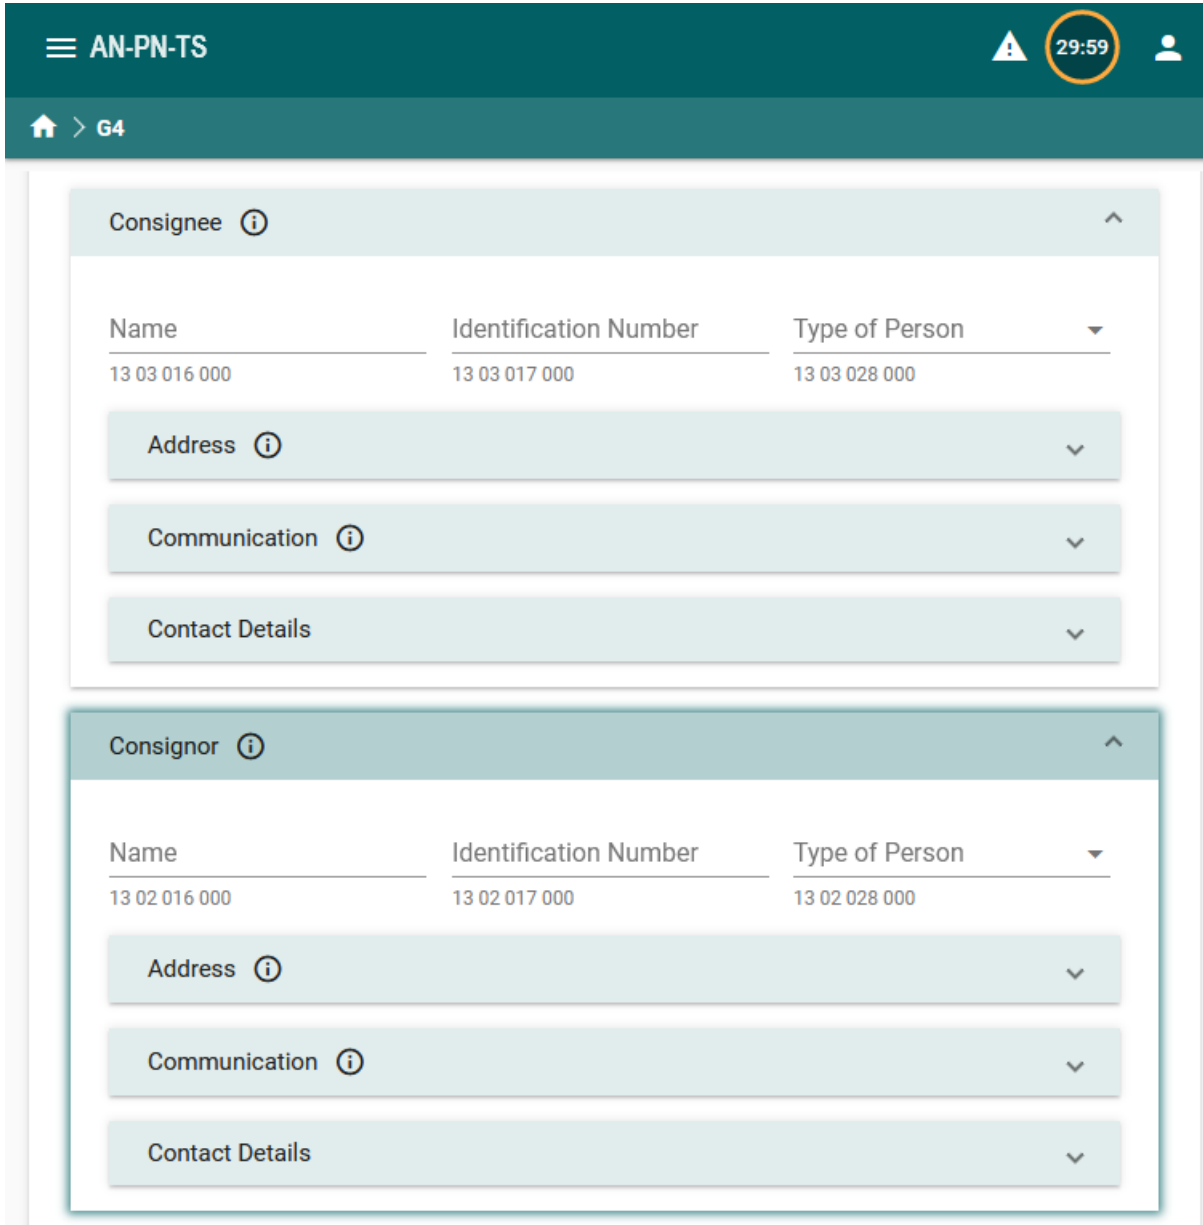 AN-PN-TS
29:59
G4
Consignee
Name Identification Number Type of Person
13 03 016 000 13 03 017 000 13 03 028 000
Address
Communication
Contact Details
Consignor
Name Identification Number Type of Person
13 02 016 000 13 02 017 000 13 02 028 000
Address
Communication
Contact Details